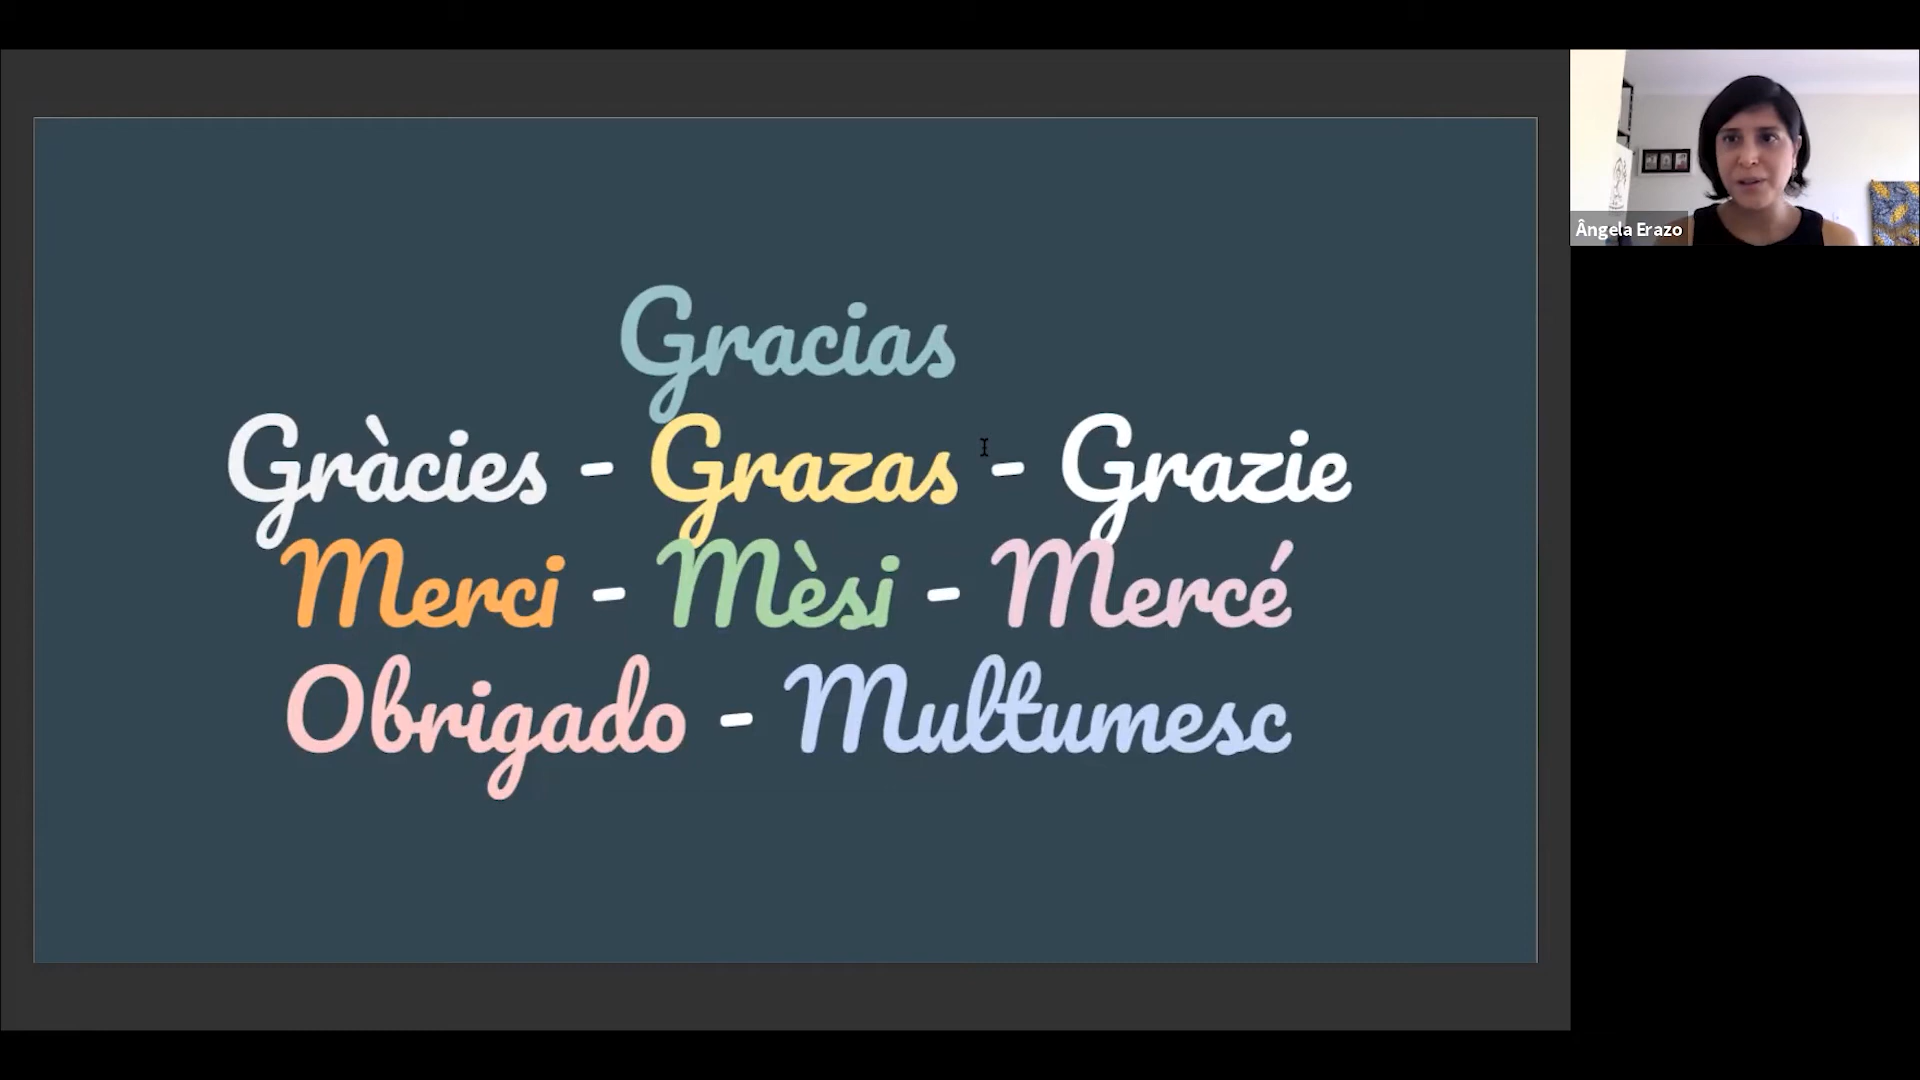 Gracias
Gràcies - Grazas - Grazie
Merci - Mèsi - Mercé
Obrigado - Multumesc
Ângela Erazo